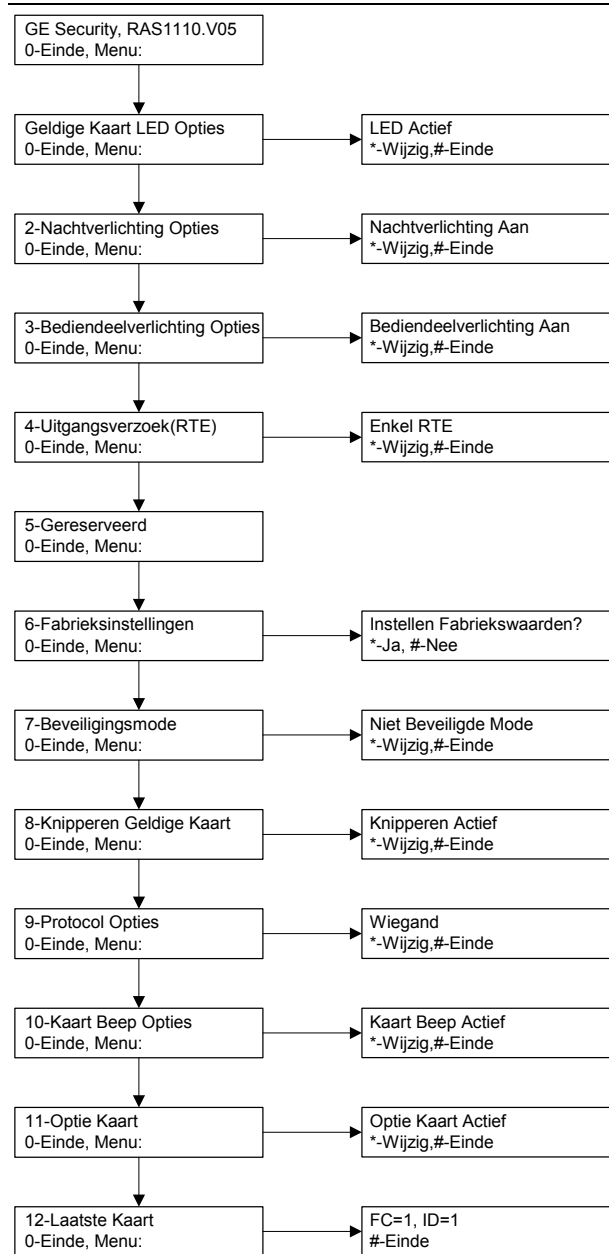 GE Security, RAS1110.V05
0-Einde, Menu:
Geldige Kaart LED Opties
0-Einde, Menu:
LED Actief
*-Wijzig,#-Einde
2-Nachtverlichting Opties
0-Einde, Menu:
Nachtverlichting Aan
*-Wijzig,#-Einde
3-Bediendeelverlichting Opties
0-Einde, Menu:
Bediendeelverlichting Aan
*-Wijzig,#-Einde
4-Uitgangsverzoek(RTE)
0-Einde, Menu:
Enkel RTE
*-Wijzig,#-Einde
5-Gereserveerd
0-Einde, Menu:
6-Fabrieksinstellingen
0-Einde, Menu:
Instellen Fabriekswaarden?
*-Ja, #-Nee
7-Beveiligingsmode
0-Einde, Menu:
Niet Beveiligde Mode
*-Wijzig,#-Einde
8-Knipperen Geldige Kaart
0-Einde, Menu:
Knipperen Actief
*-Wijzig,#-Einde
9-Protocol Opties
0-Einde, Menu:
Wiegand
*-Wijzig,#-Einde
10-Kaart Beep Opties
0-Einde, Menu:
Kaart Beep Actief
*-Wijzig,#-Einde
11-Optie Kaart
0-Einde, Menu:
Optie Kaart Actief
*-Wijzig,#-Einde
12-Laatste Kaart
0-Einde, Menu:
FC=1, ID=1
#-Einde